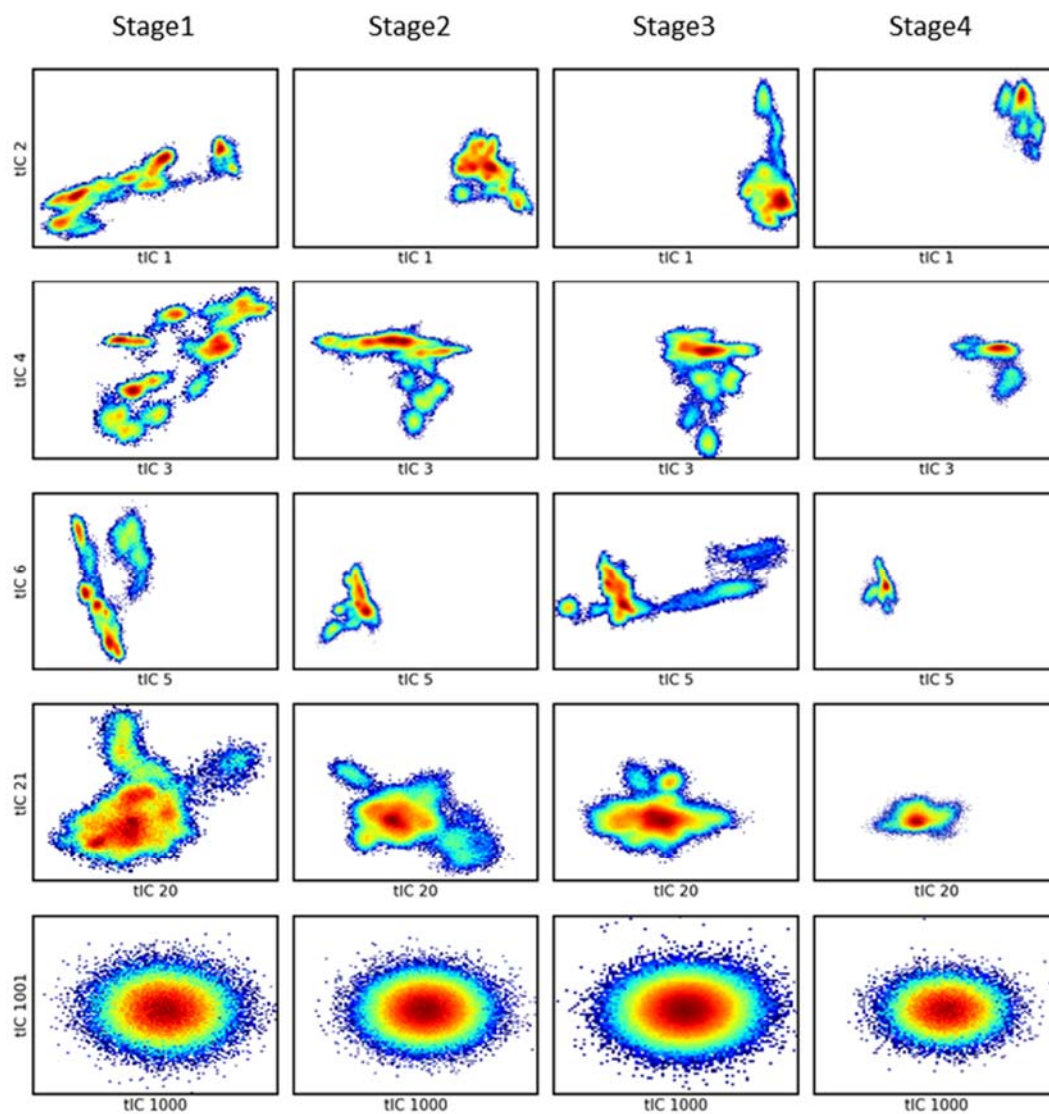 Stage1 Stage2 Stage3 Stage4
tIC 2
tIC 1 tIC 1 tIC 1 tIC 1
tIC 4
tIC 3 tIC 3 tIC 3 tIC 3
tIC 6
tIC 5 tIC 5 tIC 5 tIC 5
tIC 21
tIC 20 tIC 20 tIC 20 tIC 20
tIC 1001
tIC 1000 tIC 1000 tIC 1000 tIC 1000